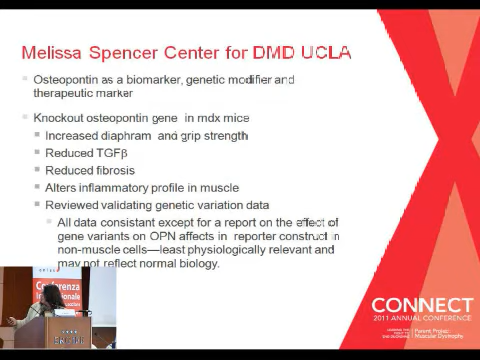 Melissa Spencer Center for DMD UCLA
Osteopontin as a biomarker, genetic modifier and
therapeutic marker
Knockout osteopontin gene in mdx mice
Increased diaphram and grip strength
Reduced TGFβ
Reduced fibrosis
Alters inflammatory profile in muscle
Reviewed validating genetic variation data
All data consistant except for a report on the effect of
gene variants on OPN affects in reporter construct in
non-muscle cells—least physiologically relevant and
may not reflect normal biology.
Conferenza
CONNECT
2011 ANNUAL CONFERENCE
Parent Project
Muscular Dystrophy